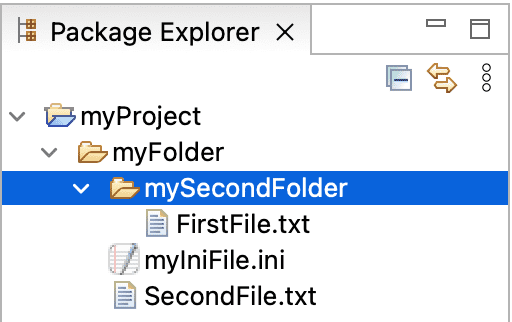 Package Explorer
myProject
myFolder
mySecondFolder
FirstFile.txt
myIniFile.ini
SecondFile.txt